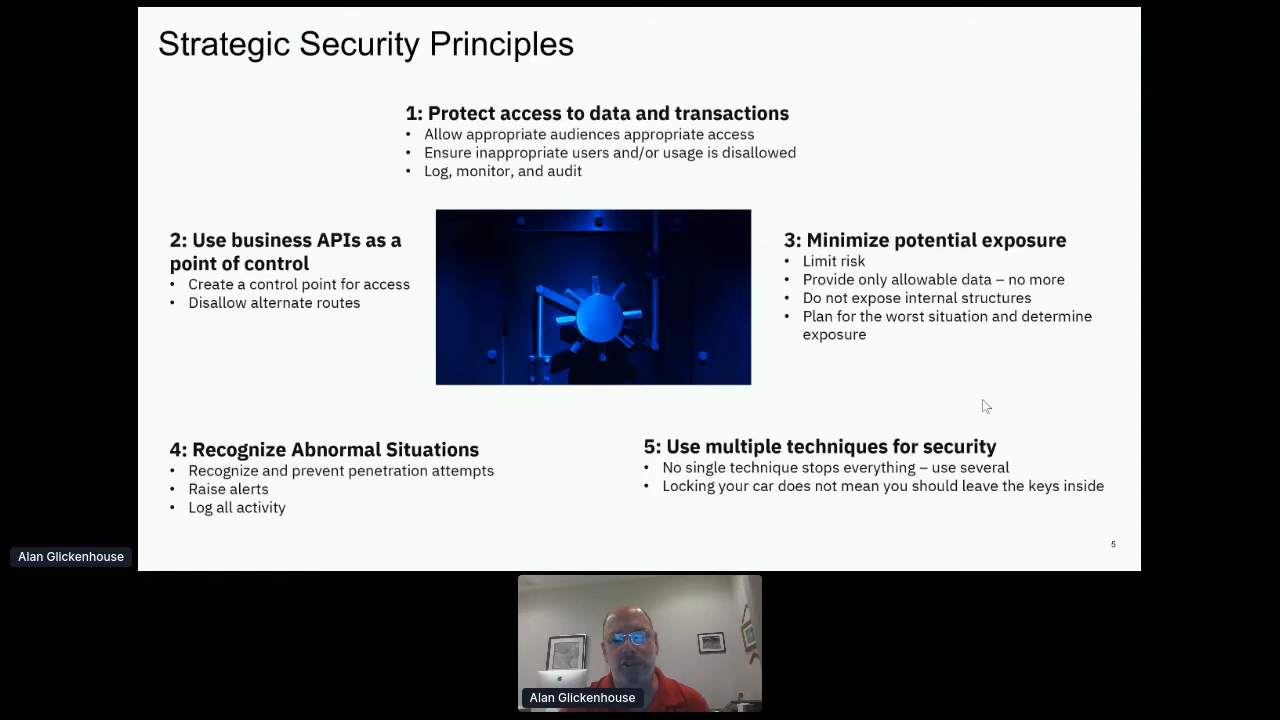 Strategic Security Principles
1: Protect access to data and transactions
• Allow appropriate audiences appropriate access
• Ensure inappropriate users and/or usage is disallowed
• Log, monitor, and audit
2: Use business APIs as a
point of control
• Create a control point for access
• Disallow alternate routes
3: Minimize potential exposure
• Limit risk
• Provide only allowable data – no more
• Do not expose internal structures
• Plan for the worst situation and determine
exposure
4: Recognize Abnormal Situations
• Recognize and prevent penetration attempts
• Raise alerts
• Log all activity
5: Use multiple techniques for security
• No single technique stops everything – use several
• Locking your car does not mean you should leave the keys inside
5
Alan Glickenhouse
Alan Glickenhouse